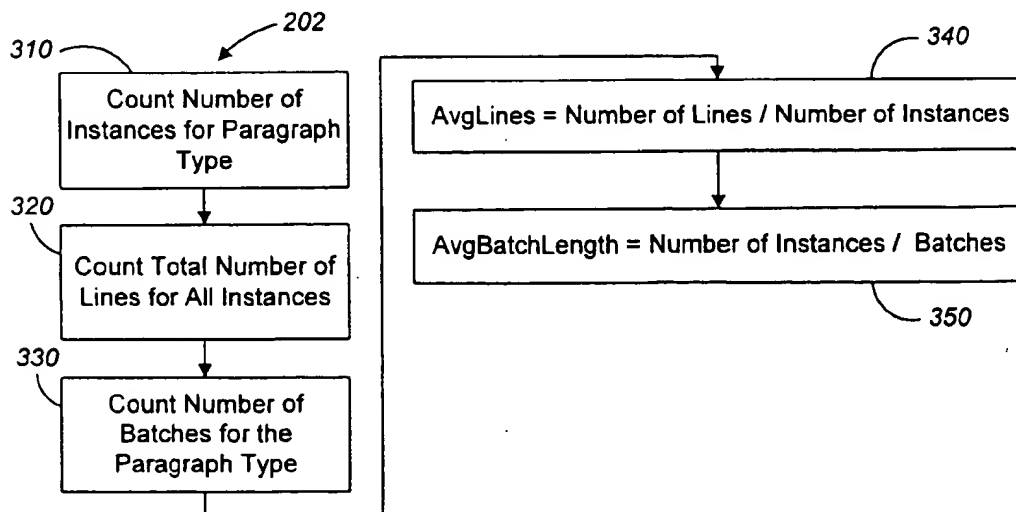 202
310
Count Number of
Instances for Paragraph
Type
320
Count Total Number of
Lines for All Instances
330
Count Number of
Batches for the
Paragraph Type
340
AvgLines = Number of Lines / Number of Instances
AvgBatchLength = Number of Instances / Batches
350